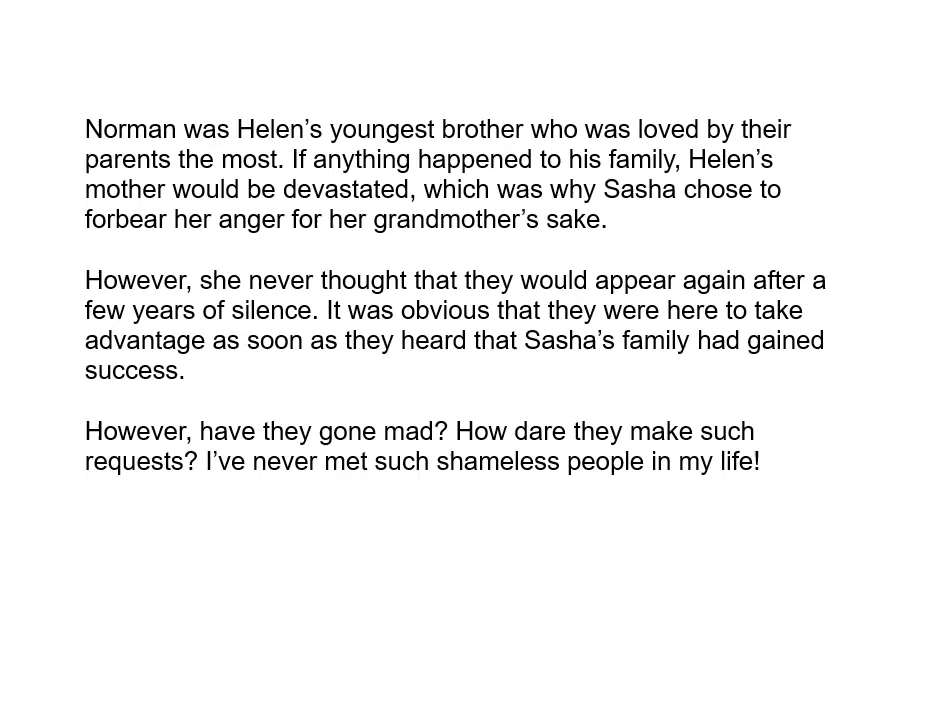 Norman was Helen’s youngest brother who was loved by their
parents the most. If anything happened to his family, Helen’s
mother would be devastated, which was why Sasha chose to
forbear her anger for her grandmother’s sake.
However, she never thought that they would appear again after a
few years of silence. It was obvious that they were here to take
advantage as soon as they heard that Sasha’s family had gained
success.
However, have they gone mad? How dare they make such
requests? I’ve never met such shameless people in my life!